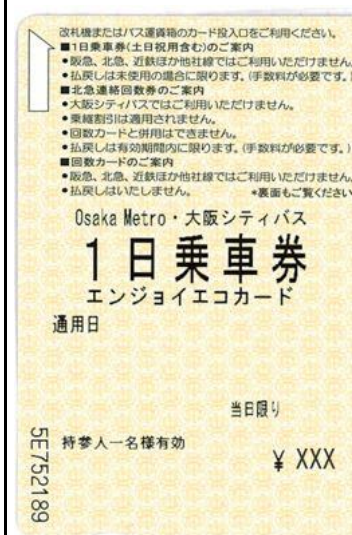 改札機またはバス運賃箱のカード投入口をご利用ください。
■1日乗車券(土日祝用含む)のご案内
●阪急、北急、近鉄ほか他社線ではご利用いただけません。
●払戻しは未使用の場合に限ります。(手数料が必要です。)
■北急連絡回数券のご案内
●大阪シティバスではご利用いただけません。
●乗継割引は適用されません。
●回数カードと併用はできません。
●払戻しは有効期間内に限ります。(手数料が必要です。)
■回数カードのご案内
●阪急、北急、近鉄ほか他社線ではご利用いただけません。
●払戻しはいたしません。 *裏面もご覧ください
Osaka Metro・大阪シティバス
1日乗車券
エンジョイエコカード
通用日
当日限り
持参人一名様有効
¥ XXX
5E752189